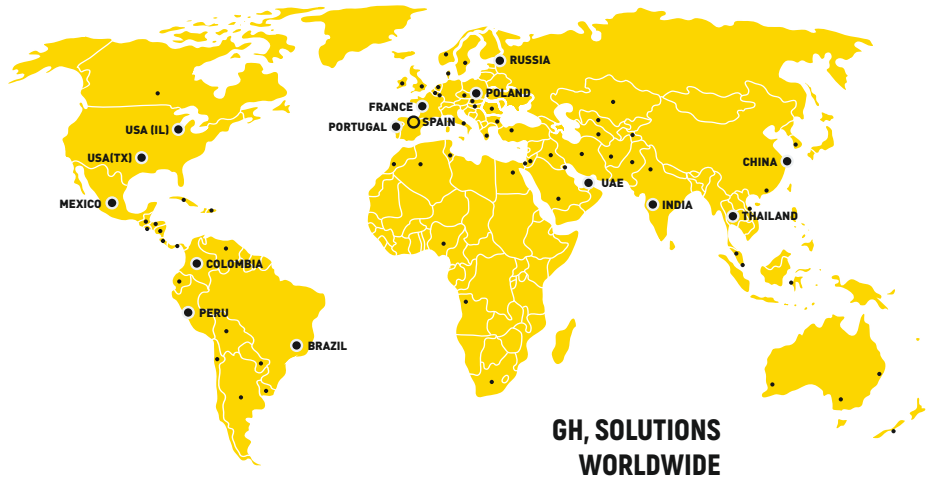 RUSSIA
POLAND
FRANCE
SPAIN
PORTUGAL
USA (IL)
USA(TX)
CHINA
UAE
MEXICO
INDIA
THAILAND
COLOMBIA
PERU
BRAZIL
GH, SOLUTIONS
WORLDWIDE